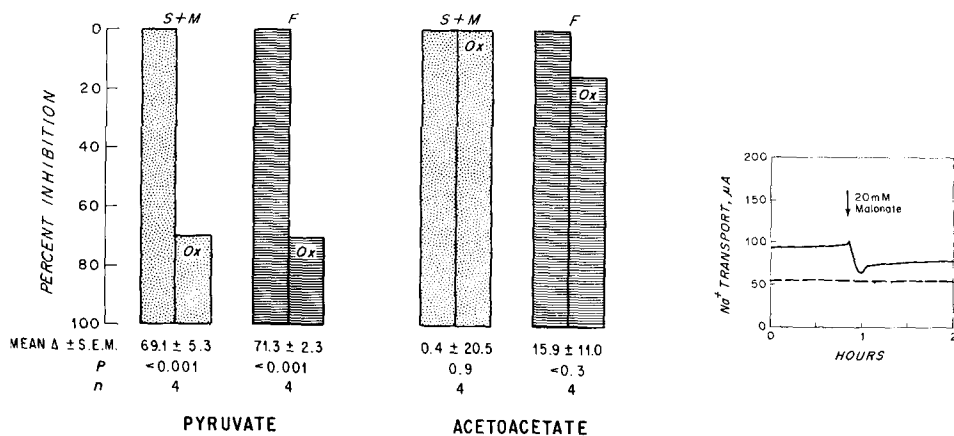 S+M F S+M F
PERCENT INHIBITION
0
20
40
60
80
100
Ox
Ox
Ox
Ox
MEAN Δ ± S.E.M. 69.1 ± 5.3 71.3 ± 2.3 0.4 ± 20.5 15.9 ± 11.0
P <0.001 <0.001 0.9 <0.3
n 4 4 4 4
PYRUVATE ACETOACETATE
Na+ TRANSPORT, μA
200
150
100
50
0
20mM
Malonate
0 1 2
HOURS